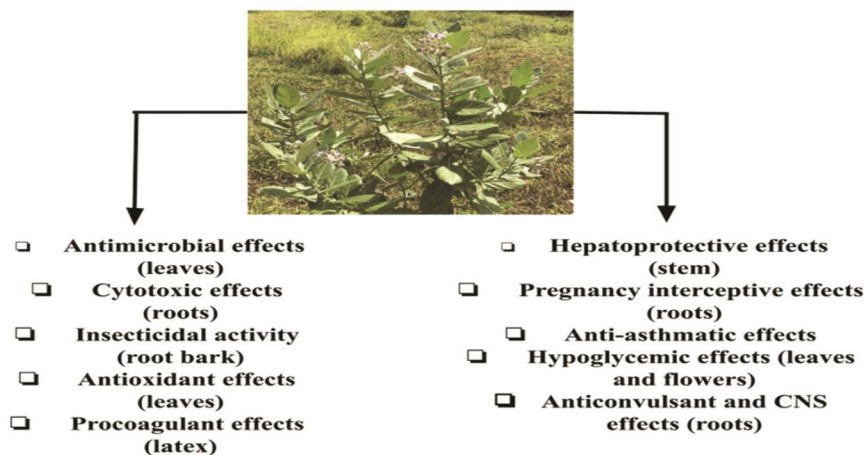 Antimicrobial effects
(leaves)
Cytotoxic effects
(roots)
Insecticidal activity
(root bark)
Antioxidant effects
(leaves)
Procoagulant effects
(latex)
Hepatoprotective effects
(stem)
Pregnancy interceptive effects
(roots)
Anti-asthmatic effects
Hypoglycemic effects (leaves
and flowers)
Anticonvulsant and CNS
effects (roots)